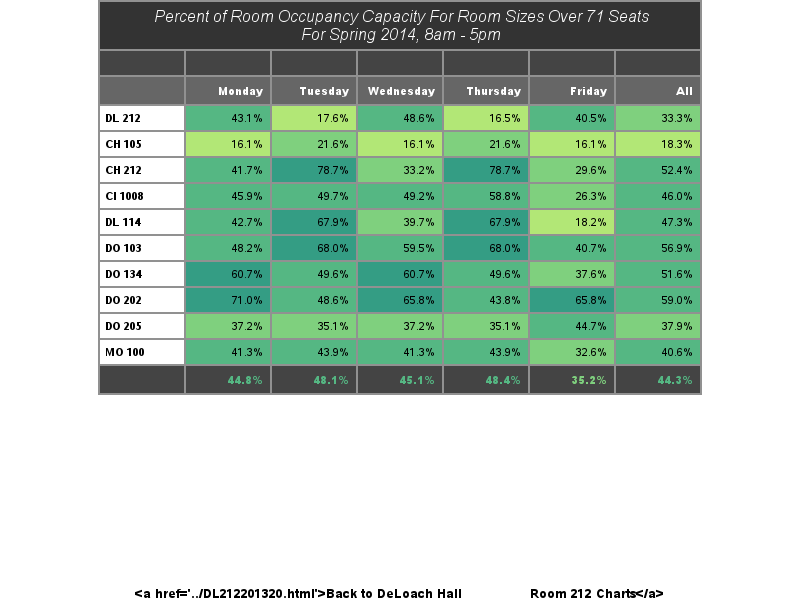 Percent of Room Occupancy Capacity For Room Sizes Over 71 Seats
For Spring 2014, 8am - 5pm
Monday Tuesday Wednesday Thursday Friday All
DL 212 43.1% 17.6% 48.6% 16.5% 40.5% 33.3%
CH 105 16.1% 21.6% 16.1% 21.6% 16.1% 18.3%
CH 212 41.7% 78.7% 33.2% 78.7% 29.6% 52.4%
CI 1008 45.9% 49.7% 49.2% 58.8% 26.3% 46.0%
DL 114 42.7% 67.9% 39.7% 67.9% 18.2% 47.3%
DO 103 48.2% 68.0% 59.5% 68.0% 40.7% 56.9%
DO 134 60.7% 49.6% 60.7% 49.6% 37.6% 51.6%
DO 202 71.0% 48.6% 65.8% 43.8% 65.8% 59.0%
DO 205 37.2% 35.1% 37.2% 35.1% 44.7% 37.9%
MO 100 41.3% 43.9% 41.3% 43.9% 32.6% 40.6%
44.8% 48.1% 45.1% 48.4% 35.2% 44.3%
<a href='../DL212201320.html'>Back to DeLoach Hall Room 212 Charts</a>